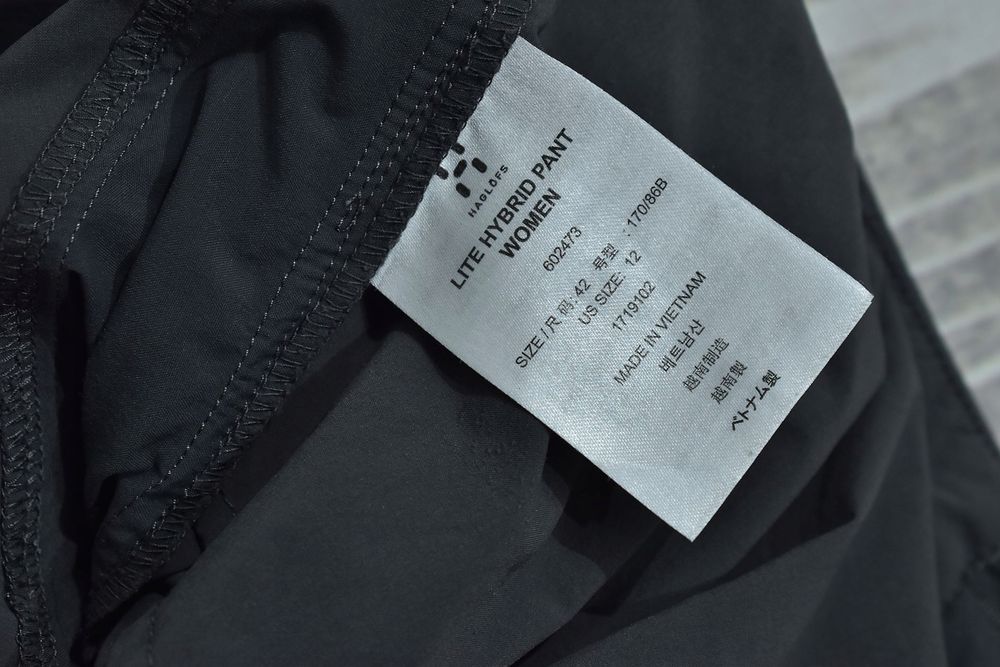 HAGLÖFS
LITE HYBRID PANT
WOMEN
602473
SIZE / R 码: 42 号型 : 170/86B
US SIZE: 12
1719102
MADE IN VIETNAM
베트남산
越南制造
越南製
ベトナム製